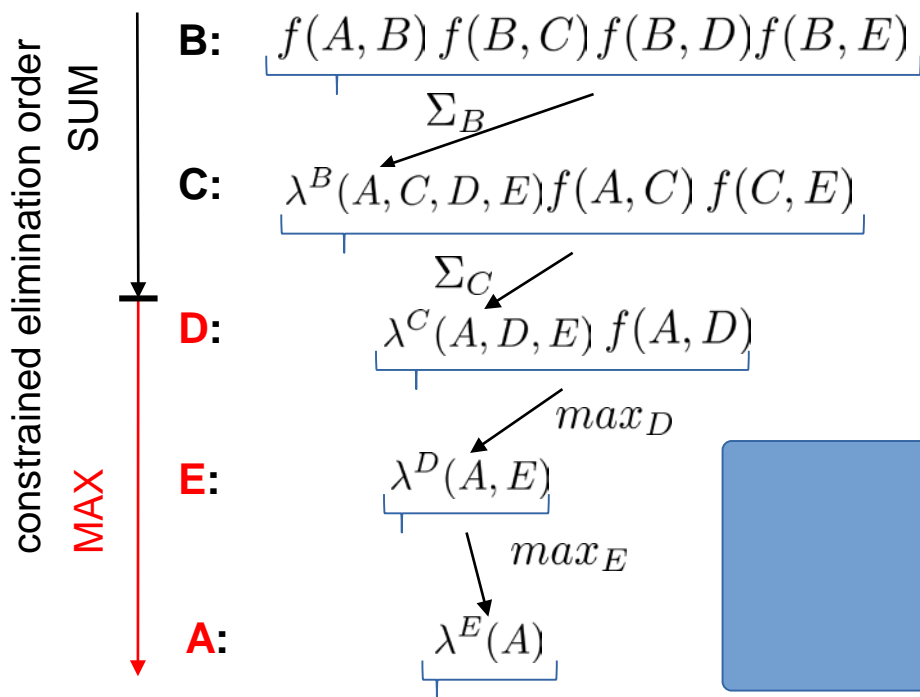 constrained elimination order
SUM
MAX
B: f(A, B) f(B, C) f(B, D) f(B, E)
Σ_B
C: λ^B(A, C, D, E) f(A, C) f(C, E)
Σ_C
D: λ^C(A, D, E) f(A, D)
max_D
E: λ^D(A, E)
max_E
A: λ^E(A)